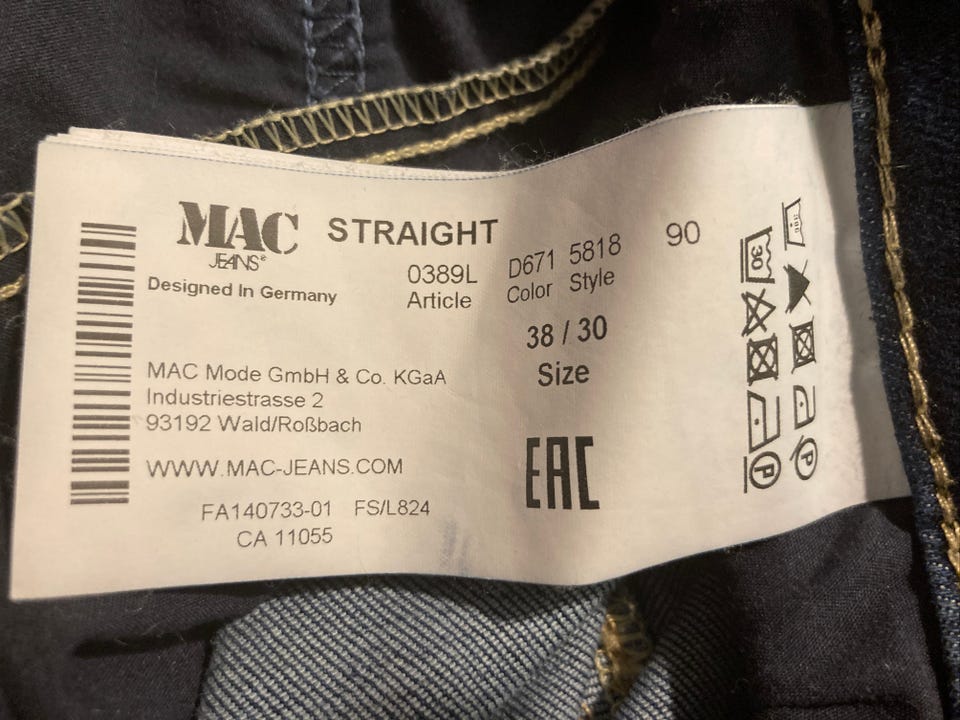 MAC STRAIGHT
JEANS®
Designed In Germany
0389L D671 5818 90
Article Color Style
38 / 30
Size
MAC Mode GmbH & Co. KGaA
Industriestrasse 2
93192 Wald/Roßbach
WWW.MAC-JEANS.COM
FA140733-01 FS/L824
CA 11055
EAC
30
P
P